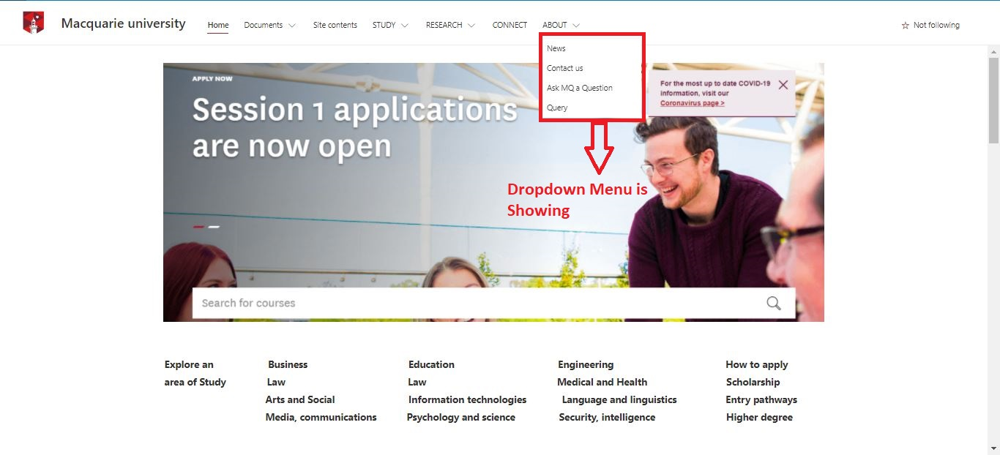 Macquarie university
Home Documents Site contents STUDY RESEARCH CONNECT ABOUT Not following
News
Contact us
Ask MQ a Question
Query
APPLY NOW
Session 1 applications
are now open
For the most up to date COVID-19
information, visit our
Coronavirus page >
Dropdown Menu is
Showing
Search for courses
Explore an
area of Study
Business
Law
Arts and Social
Media, communications
Education
Law
Information technologies
Psychology and science
Engineering
Medical and Health
Language and linguistics
Security, intelligence
How to apply
Scholarship
Entry pathways
Higher degree